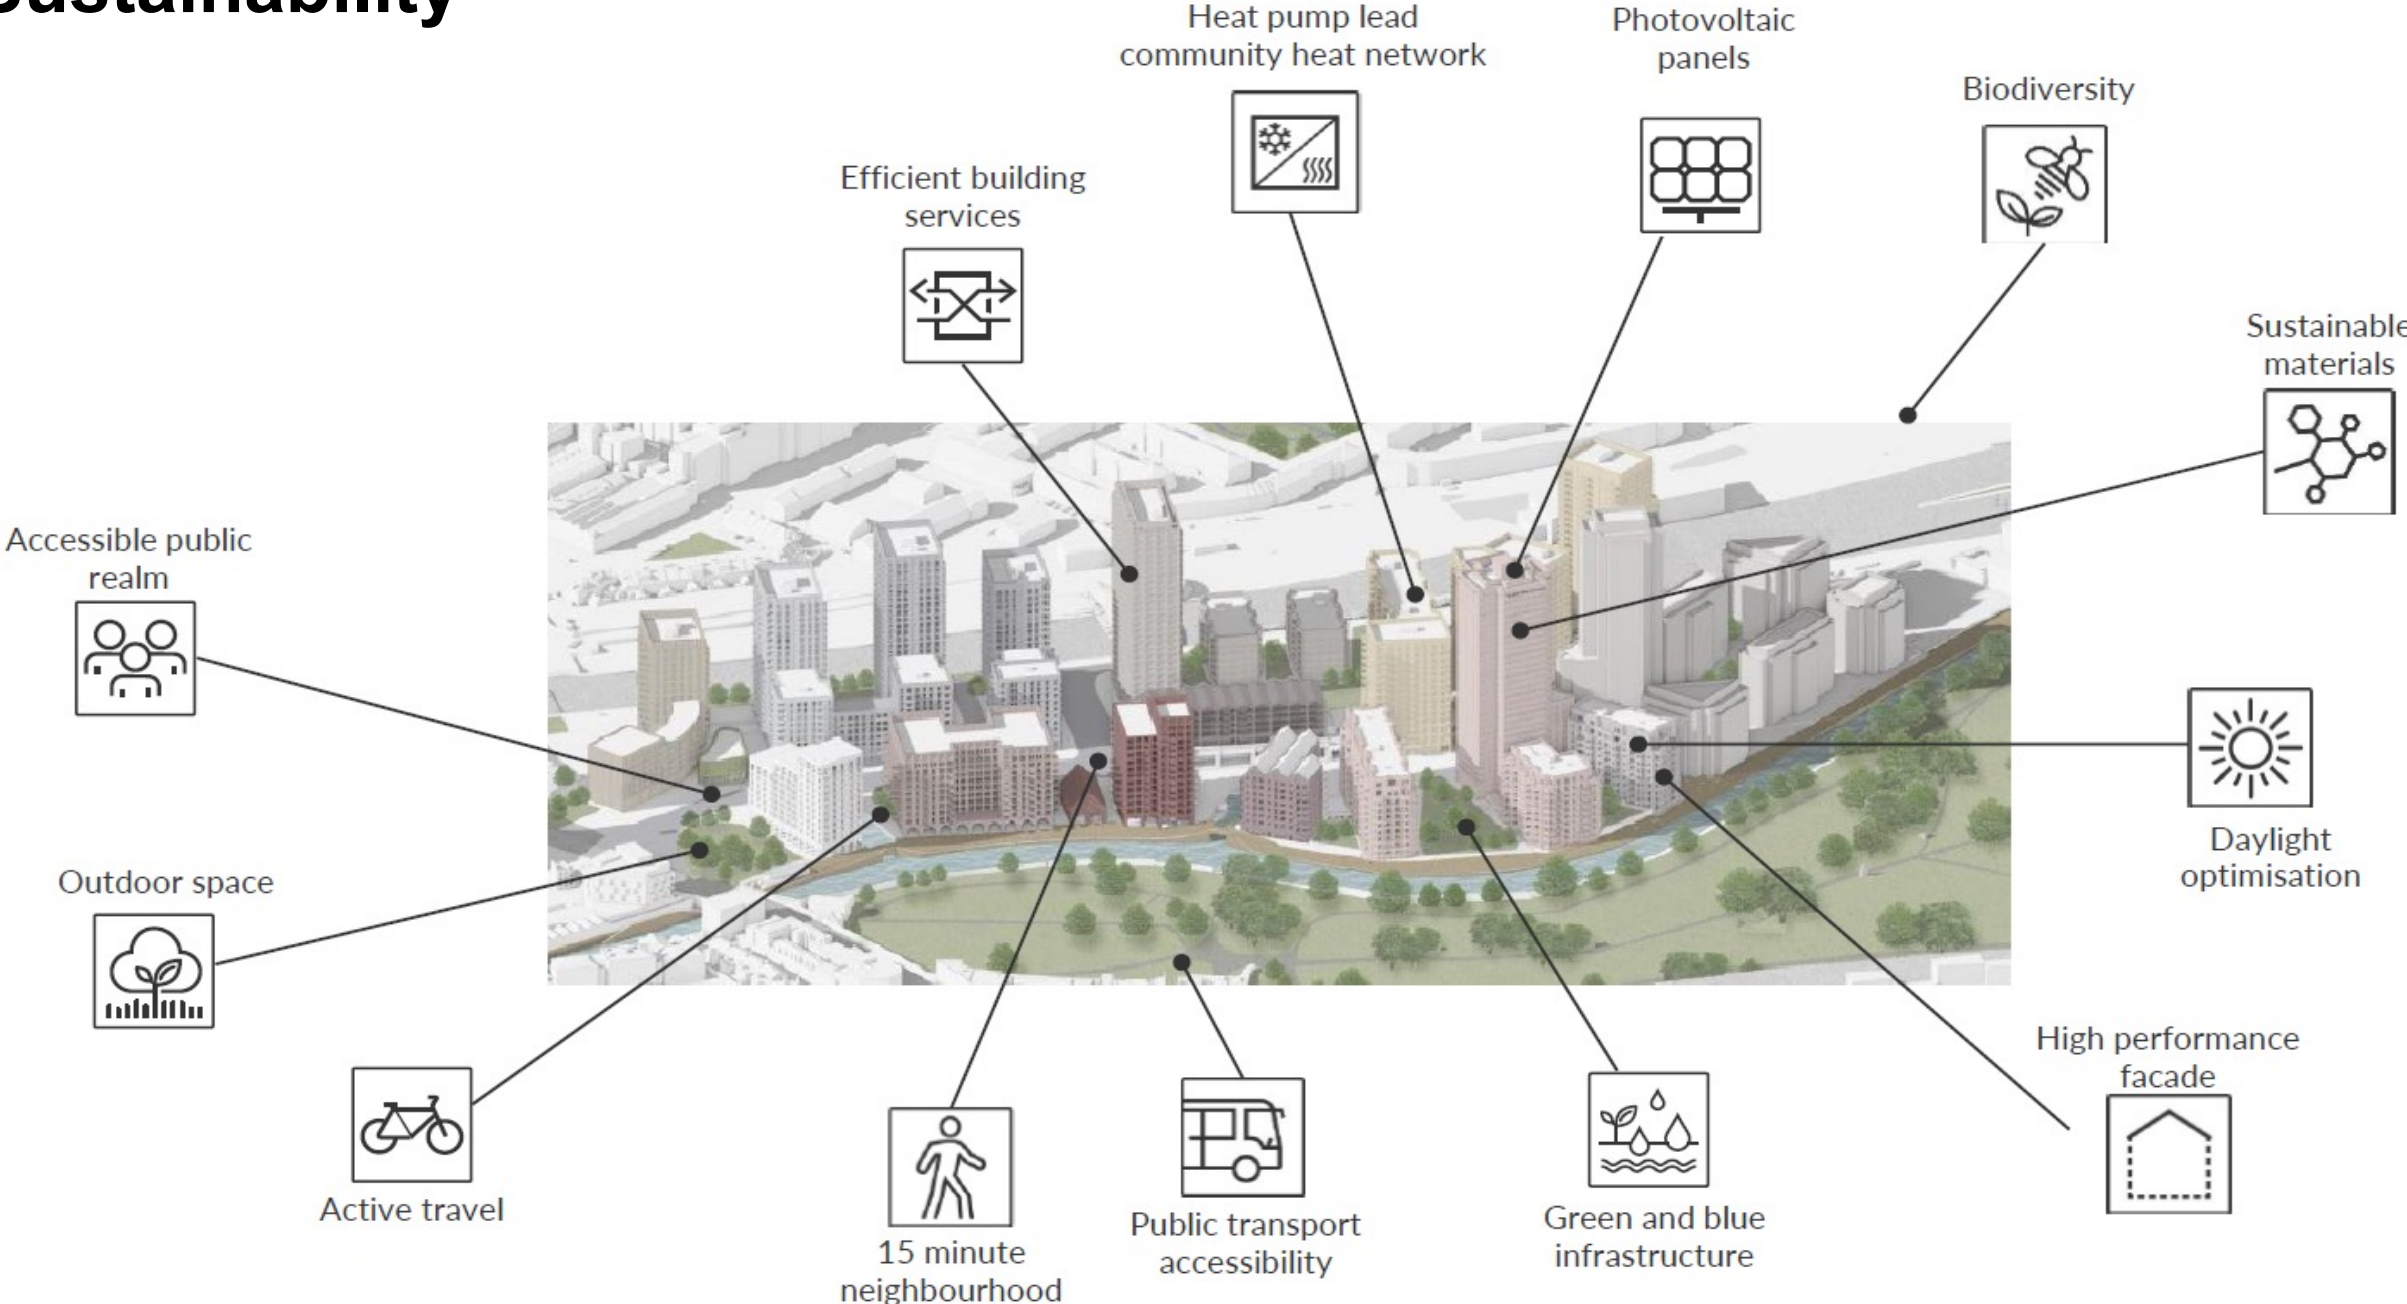 Sustainability
Heat pump lead
community heat network
Photovoltaic
panels
Biodiversity
Efficient building
services
Sustainable
materials
Accessible public
realm
Daylight
optimisation
Outdoor space
High performance
facade
Active travel
15 minute
neighbourhood
Public transport
accessibility
Green and blue
infrastructure